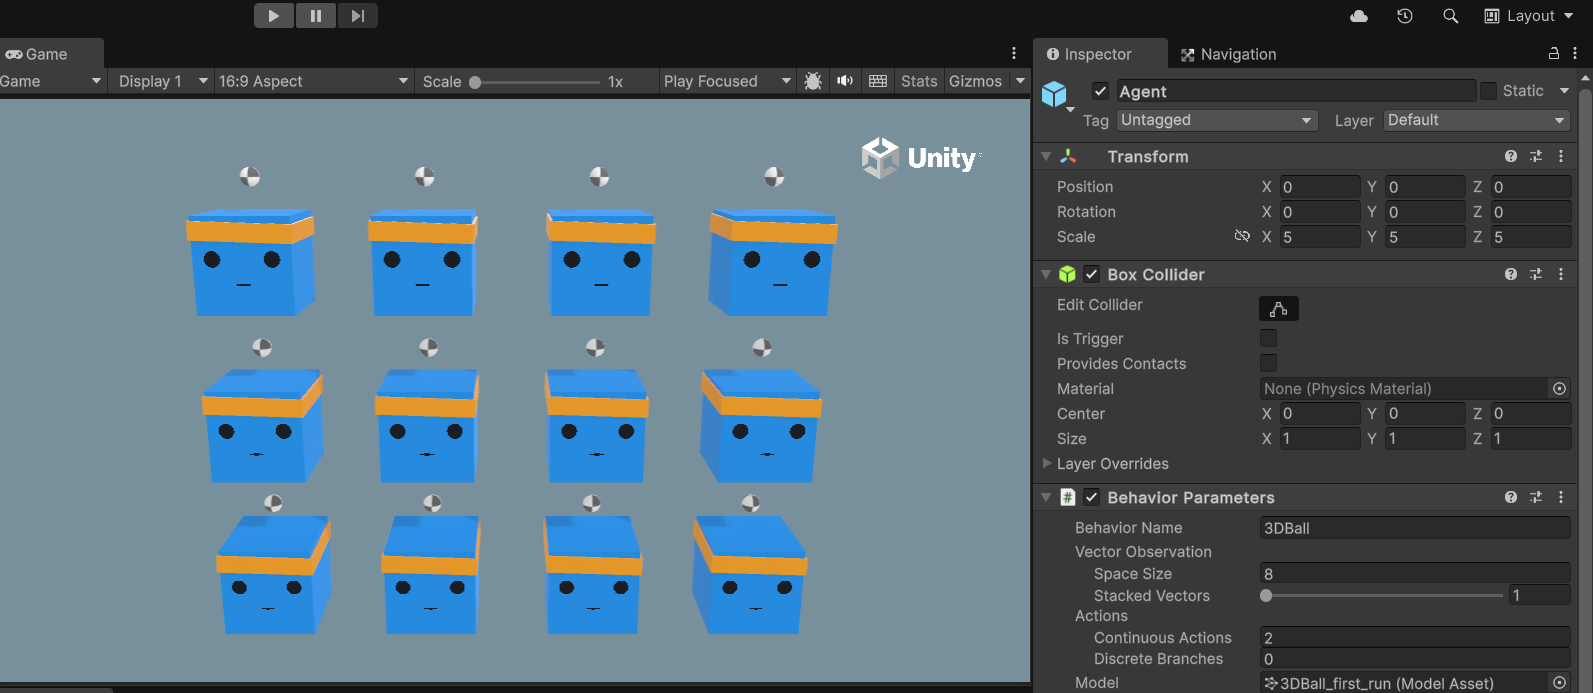 Layout
Game
Inspector
Navigation
Game
Display 1
16:9 Aspect
Scale
1x
Play Focused
Stats
Gizmos
Agent
Static
Tag
Untagged
Layer
Default
Unity
Transform
Position X 0 Y 0 Z 0
Rotation X 0 Y 0 Z 0
Scale X 5 Y 5 Z 5
Box Collider
Edit Collider
Is Trigger
Provides Contacts
Material None (Physics Material)
Center X 0 Y 0 Z 0
Size X 1 Y 1 Z 1
Layer Overrides
# Behavior Parameters
Behavior Name 3DBall
Vector Observation
Space Size 8
Stacked Vectors 1
Actions
Continuous Actions 2
Discrete Branches 0
Model 3DBall_first_run (Model Asset)